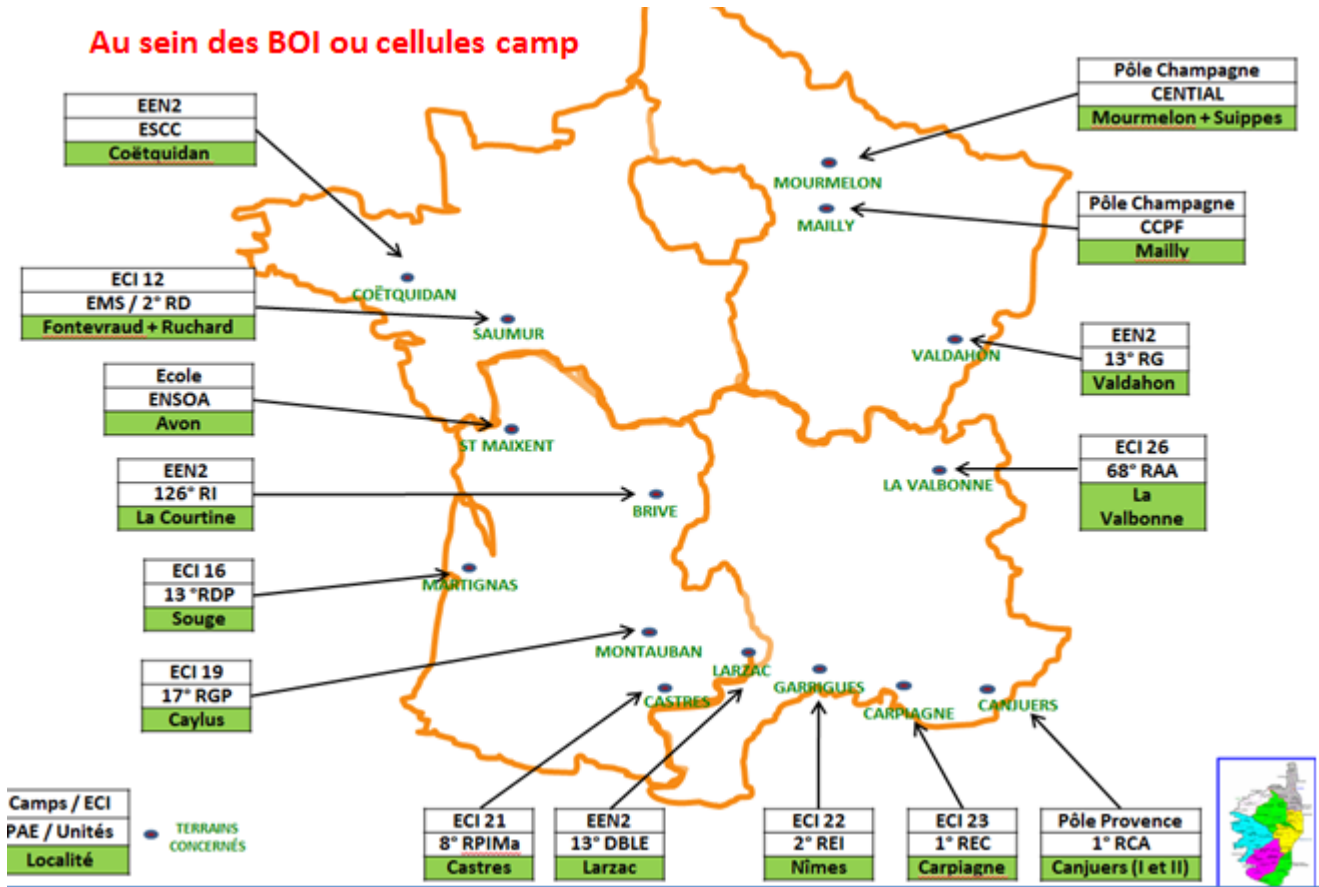 Au sein des BOI ou cellules camp
EEN2
ESCC
Coëtquidan
Pôle Champagne
CENTIAL
Mourmelon + Suippes
MOURMELON
Pôle Champagne
CCPF
Mailly
MAILLY
ECI 12
EMS / 2° RD
Fontevraud + Ruchard
COËTQUIDAN
SAUMUR
EEN2
13° RG
Valdahon
VALDAHON
Ecole
ENSOA
Avon
ST MAIXENT
ECI 26
68° RAA
La
Valbonne
LA VALBONNE
EEN2
126° RI
La Courtine
BRIVE
ECI 16
13 °RDP
Souge
MARTIGNAS
ECI 19
17° RGP
Caylus
MONTAUBAN
LARZAC
GARRIGUES
CASTRES
CARPIAGNE
CANJUERS
Camps / ECI
PAE / Unités
Localité
TERRAINS
CONCERNÉS
ECI 21
8° RPIMa
Castres
EEN2
13° DBLE
Larzac
ECI 22
2° REI
Nîmes
ECI 23
1° REC
Carpiagne
Pôle Provence
1° RCA
Canjuers (I et II)